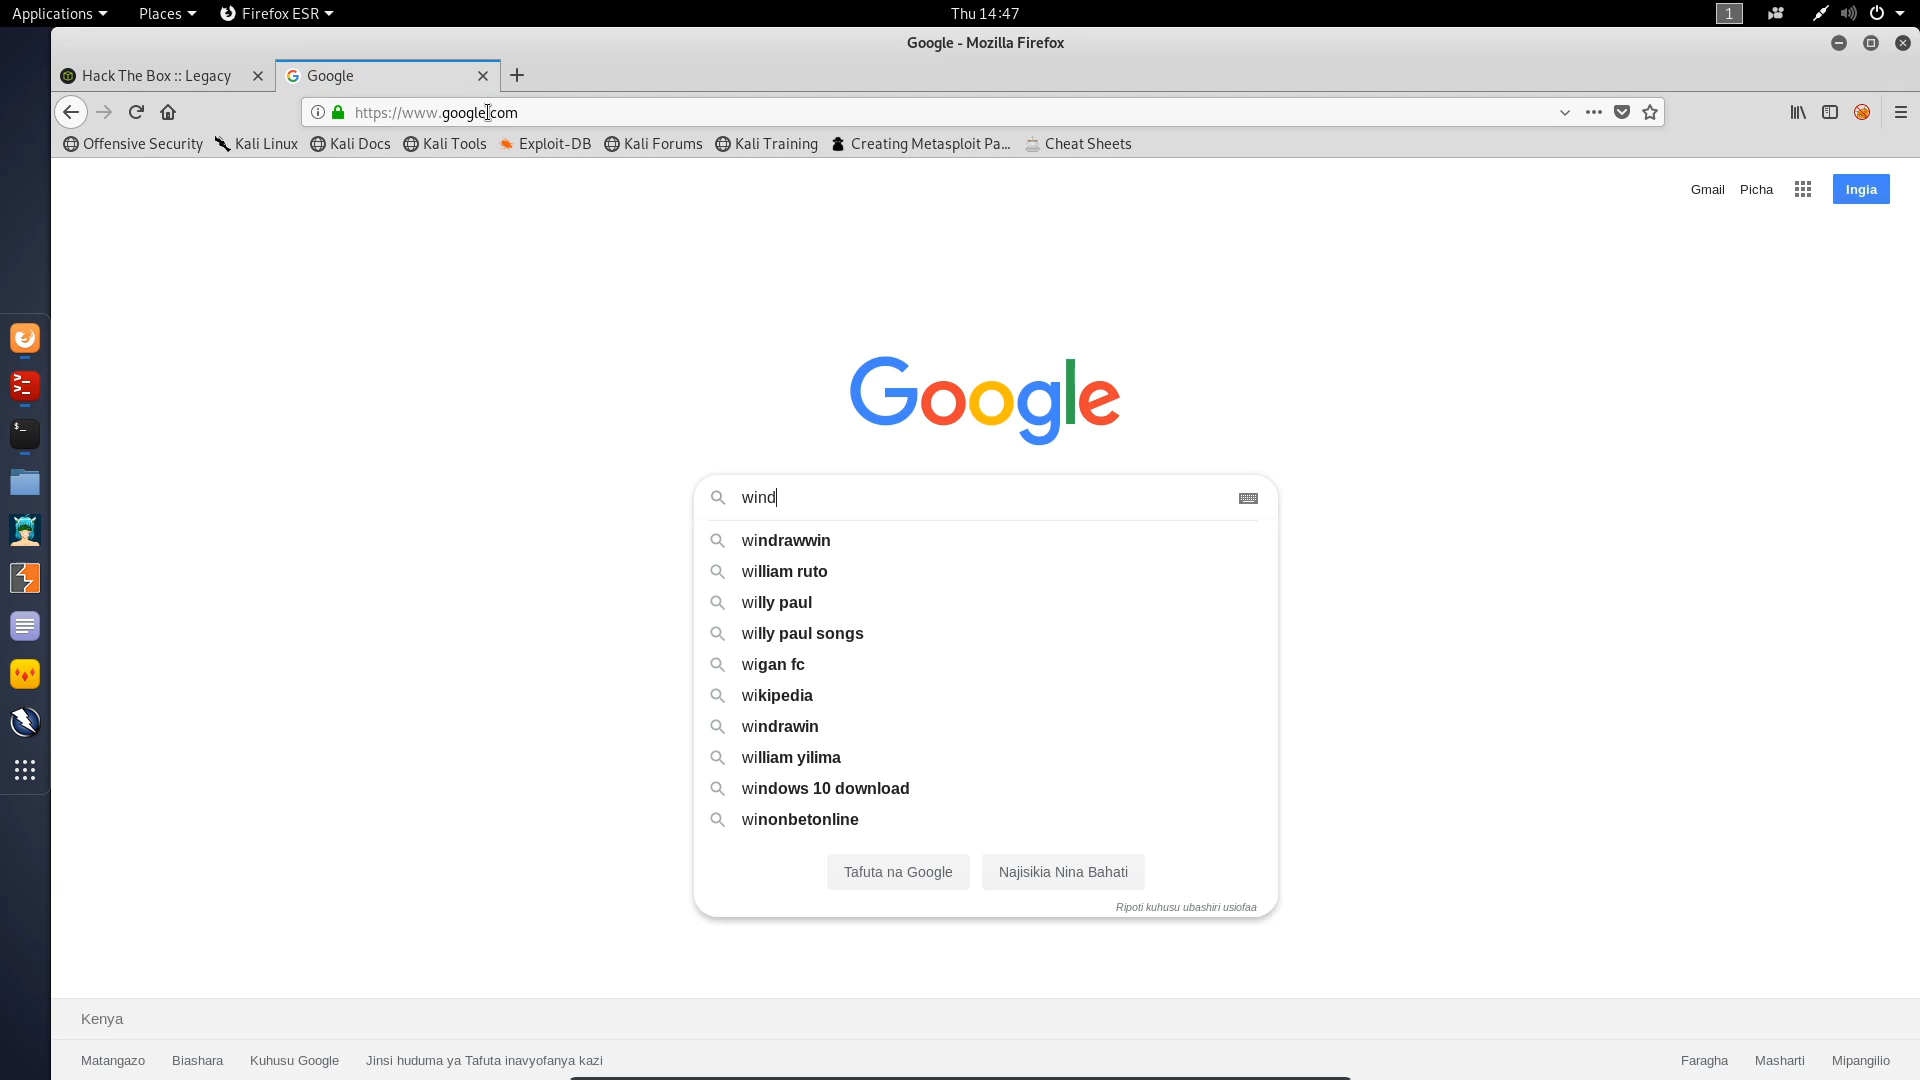 Applications Places Firefox ESR Thu 14:47 1
Google - Mozilla Firefox
Hack The Box :: Legacy Google
https://www.google.com
Offensive Security Kali Linux Kali Docs Kali Tools Exploit-DB Kali Forums Kali Training Creating Metasploit Pa... Cheat Sheets
Gmail Picha Ingia
Google
wind
windrawwin
william ruto
willy paul
willy paul songs
wigan fc
wikipedia
windrawin
william yilima
windows 10 download
winonbetonline
Tafuta na Google Najisikia Nina Bahati
Ripoti kuhusu ubashiri usiofaa
Kenya
Matangazo Biashara Kuhusu Google Jinsi huduma ya Tafuta inavyofanya kazi Faragha Masharti Mipangilio